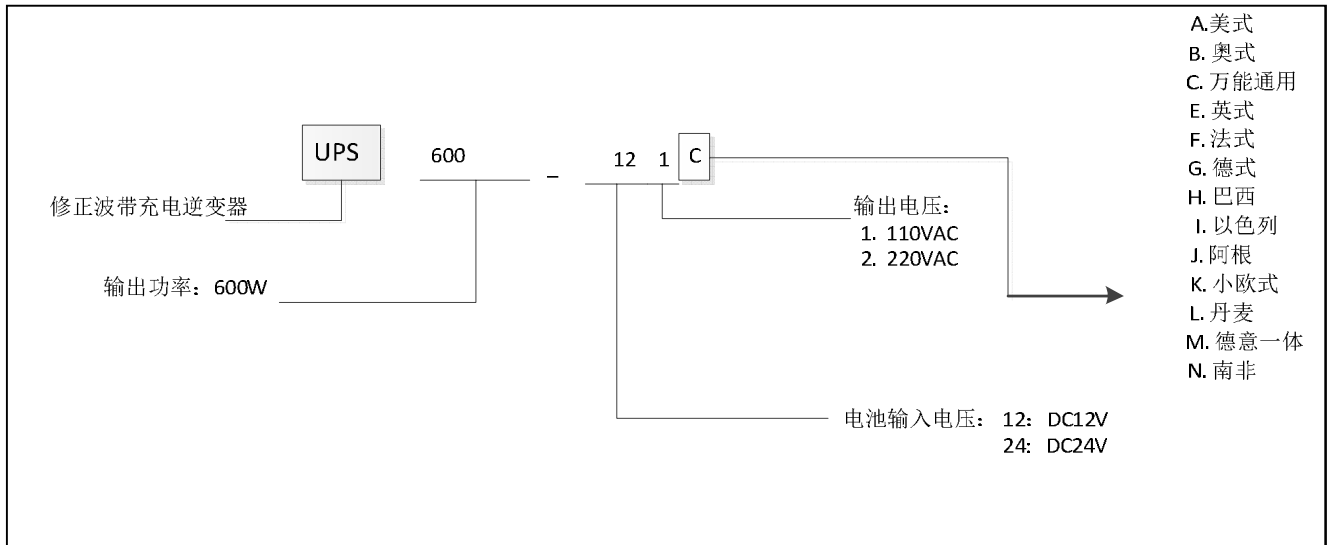 UPS 600 – 12 1 C
修正波带充电逆变器
输出功率：600W
输出电压：
1. 110VAC
2. 220VAC
电池输入电压：12：DC12V
24：DC24V
A.美式
B. 奥式
C. 万能通用
E. 英式
F. 法式
G. 德式
H. 巴西
I. 以色列
J. 阿根
K. 小欧式
L. 丹麦
M. 德意一体
N. 南非